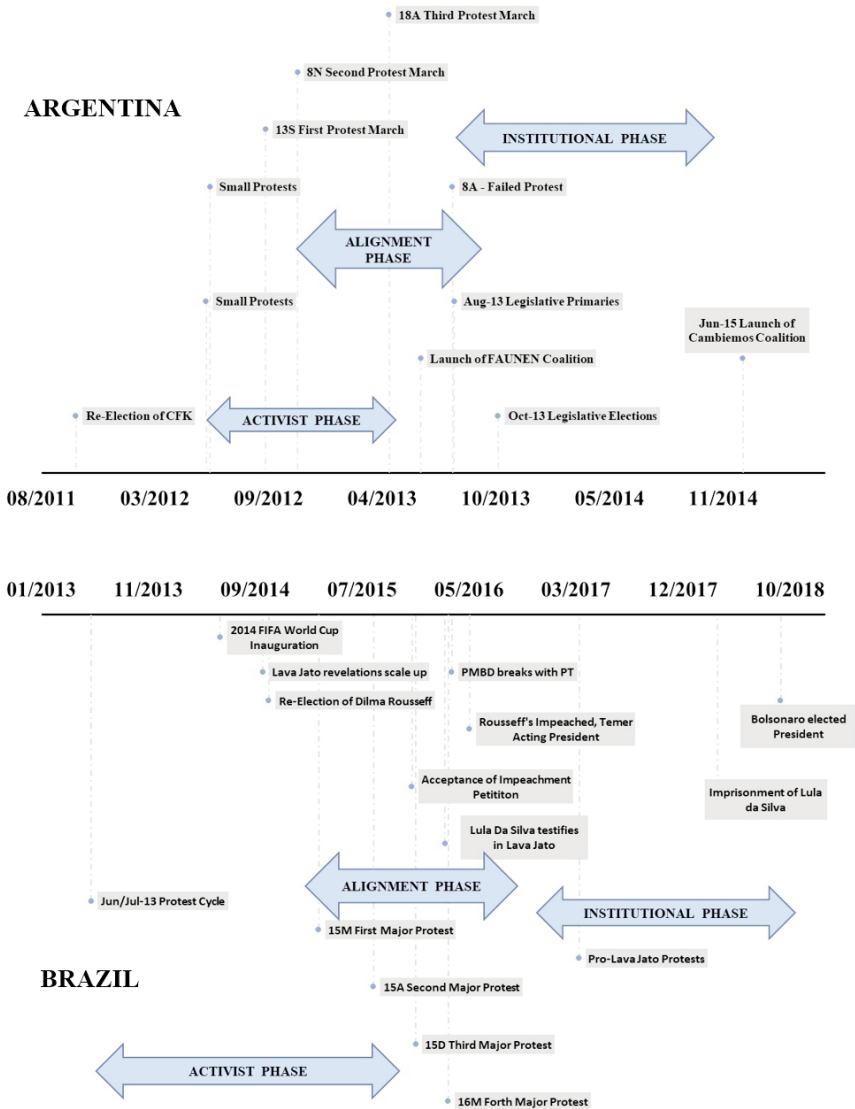 18A Third Protest March
8N Second Protest March
ARGENTINA
13S First Protest March
INSTITUTIONAL PHASE
Small Protests
8A - Failed Protest
ALIGNMENT
PHASE
Small Protests
Aug-13 Legislative Primaries
Jun-15 Launch of
Cambiemos Coalition
Launch of FAUNEN Coalition
Re-Election of CFK
ACTIVIST PHASE
Oct-13 Legislative Elections
08/2011 03/2012 09/2012 04/2013 10/2013 05/2014 11/2014
01/2013 11/2013 09/2014 07/2015 05/2016 03/2017 12/2017 10/2018
2014 FIFA World Cup
Inauguration
Lava Jato revelations scale up
PMBD breaks with PT
Re-Election of Dilma Rousseff
Rousseff's Impeached, Temer
Acting President
Bolsonaro elected
President
Acceptance of Impeachment
Petititon
Imprisonment of Lula
da Silva
Lula Da Silva testifies
in Lava Jato
ALIGNMENT PHASE
Jun/Jul-13 Protest Cycle
INSTITUTIONAL PHASE
15M First Major Protest
Pro-Lava Jato Protests
BRAZIL
15A Second Major Protest
15D Third Major Protest
ACTIVIST PHASE
16M Forth Major Protest